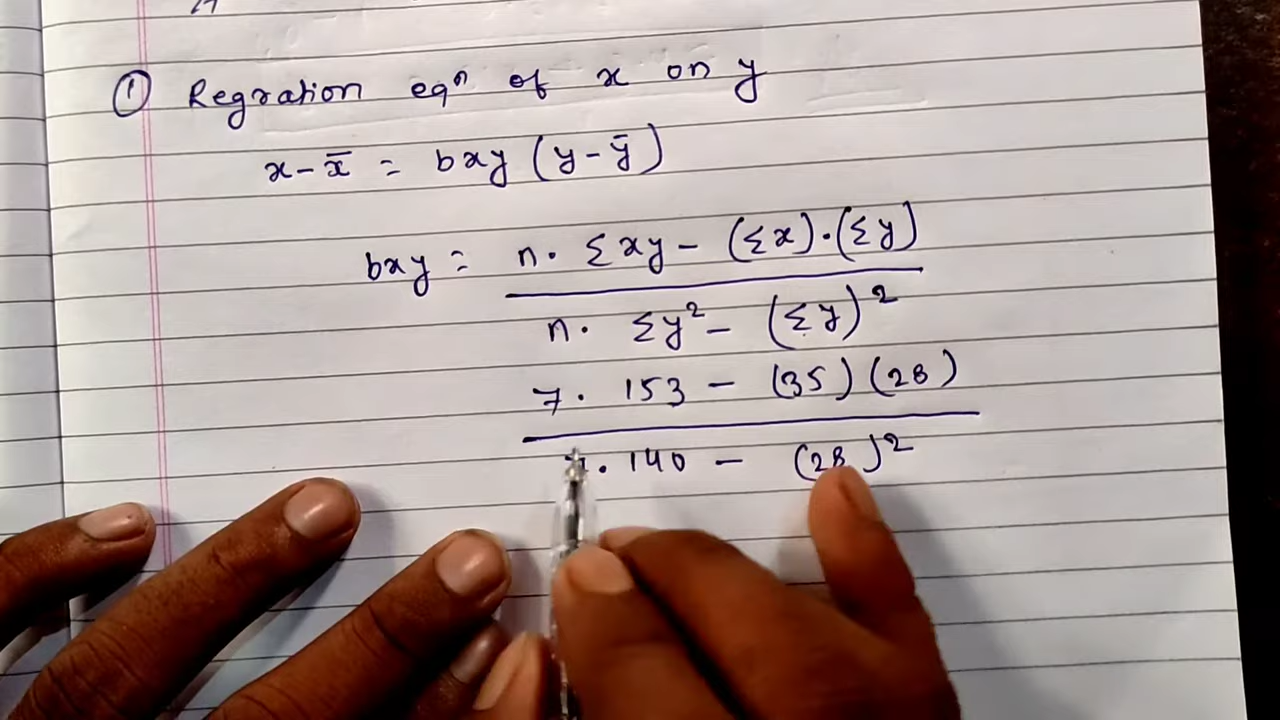 ① Regration eqⁿ of x on y
x - x̄ = bxy (y - ȳ)
bxy = n · Σxy - (Σx)·(Σy)
n · Σy² - (Σy)²
7 · 153 - (35)(28)
7 · 140 - (28)²